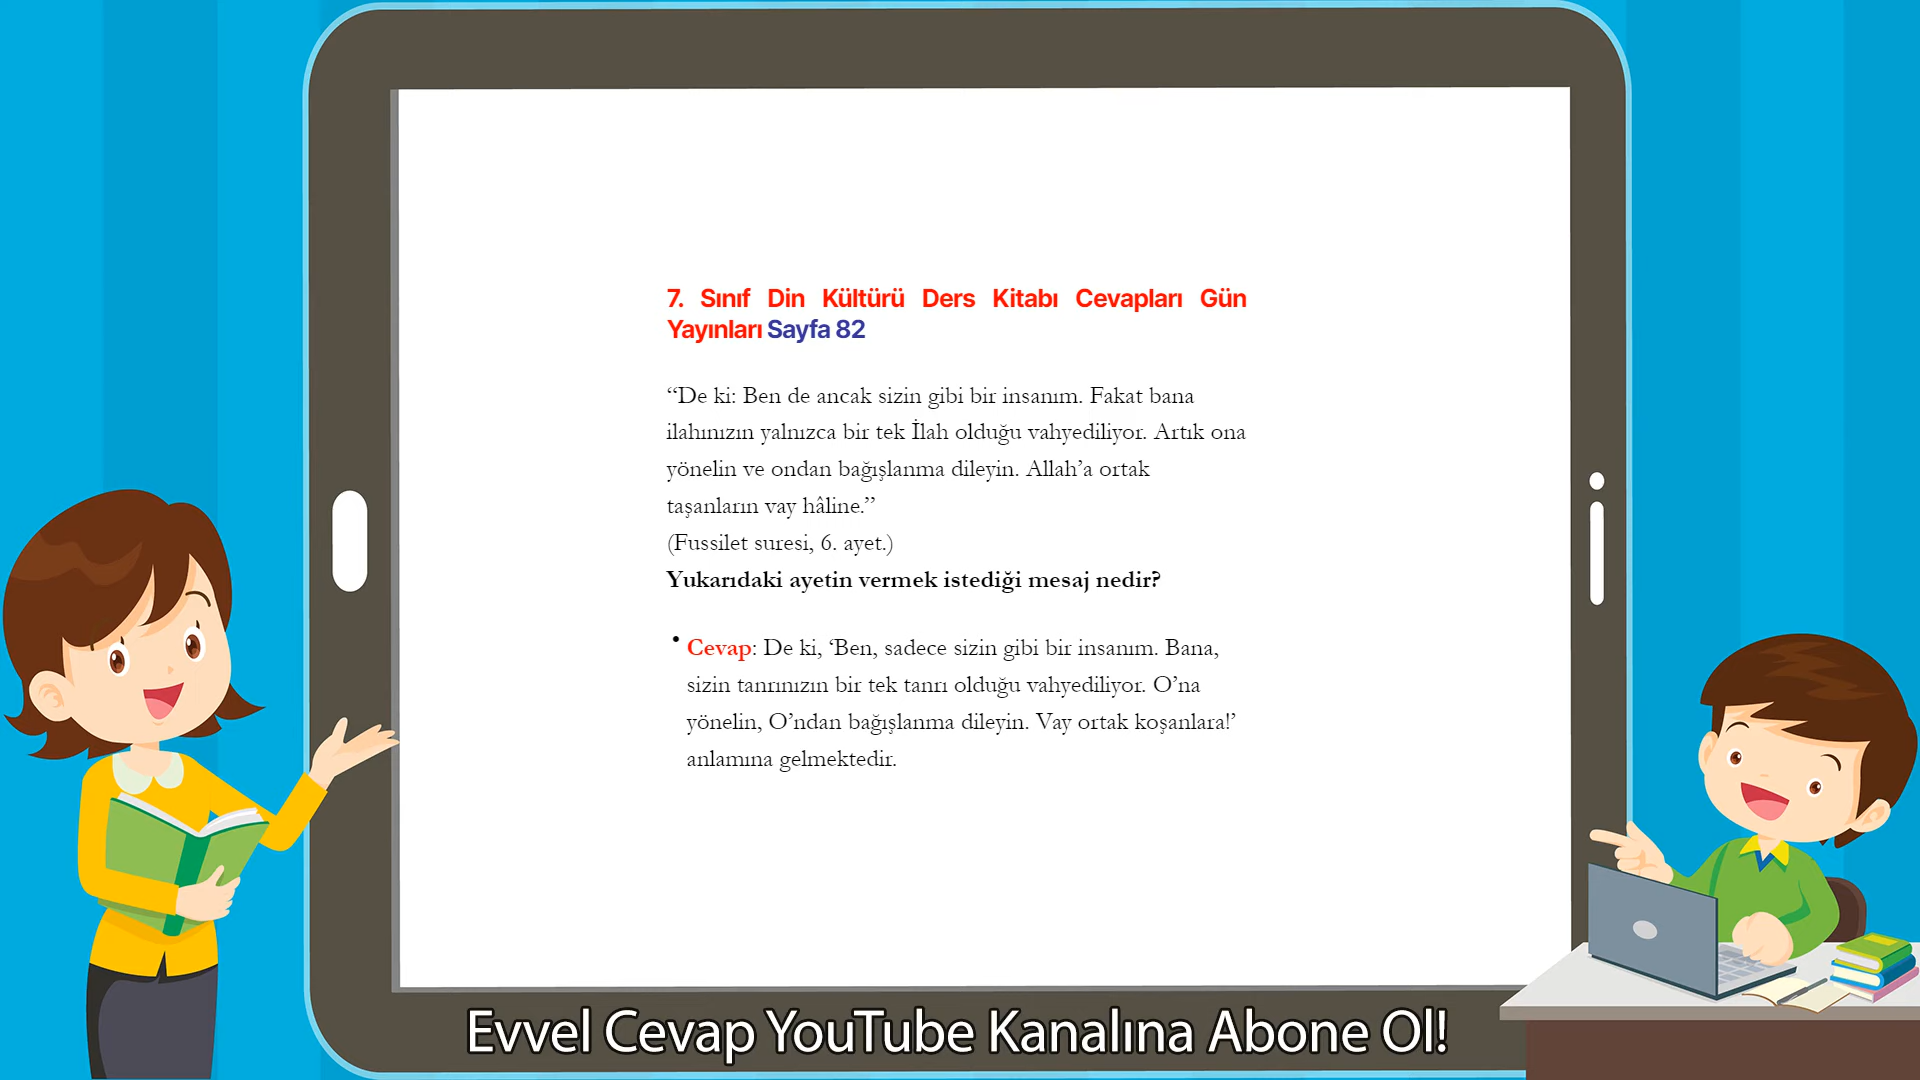 7. Sınıf Din Kültürü Ders Kitabı Cevapları Gün
Yayınları Sayfa 82
“De ki: Ben de ancak sizin gibi bir insanım. Fakat bana
ilahınızın yalnızca bir tek İlah olduğu vahyediliyor. Artık ona
yönelin ve ondan bağışlanma dileyin. Allah’a ortak
taşanların vay hâline.”
(Fussilet suresi, 6. ayet.)
Yukarıdaki ayetin vermek istediği mesaj nedir?
• Cevap: De ki, ‘Ben, sadece sizin gibi bir insanım. Bana,
sizin tanrınızın bir tek tanrı olduğu vahyediliyor. O’na
yönelin, O’ndan bağışlanma dileyin. Vay ortak koşanlara!’
anlamına gelmektedir.
Evvel Cevap YouTube Kanalına Abone Ol!